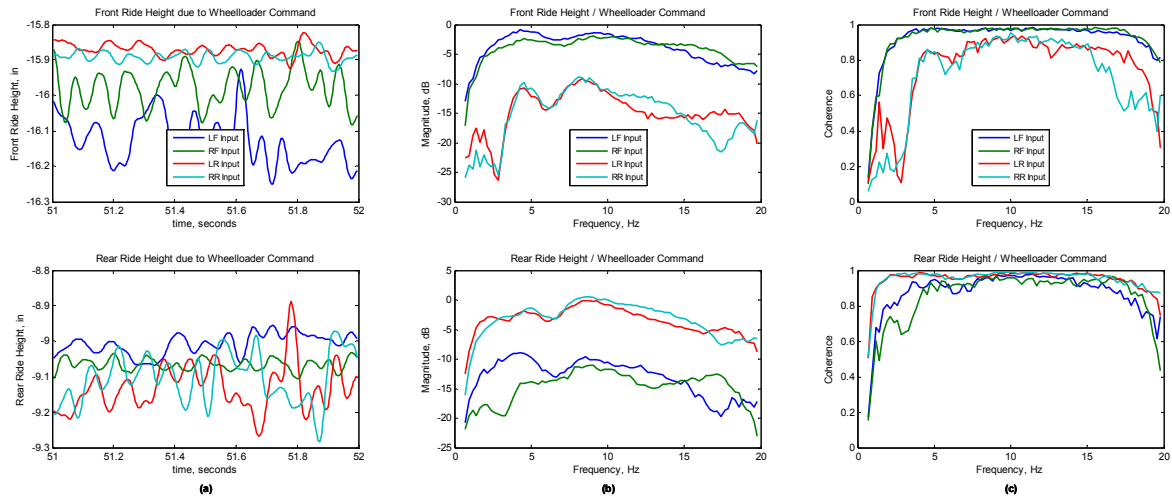 Front Ride Height due to Wheelloader Command
-15.8
-15.9
-16
-16.1
-16.2
-16.3
Front Ride Height, in
LF Input
RF Input
LR Input
RR Input
51
51.2
51.4
51.6
51.8
52
time, seconds
Front Ride Height / Wheelloader Command
0
-5
-10
-15
-20
-25
-30
Magnitude, dB
LF Input
RF Input
LR Input
RR Input
0
5
10
15
20
Frequency, Hz
Front Ride Height / Wheelloader Command
1
0.8
0.6
0.4
0.2
0
Coherence
LF Input
RF Input
LR Input
RR Input
0
5
10
15
20
Frequency, Hz
Rear Ride Height due to Wheelloader Command
-8.8
-8.9
-9
-9.1
-9.2
-9.3
Rear Ride Height, in
51
51.2
51.4
51.6
51.8
52
time, seconds
(a)
Rear Ride Height / Wheelloader Command
5
0
-5
-10
-15
-20
-25
Magnitude, dB
0
5
10
15
20
Frequency, Hz
(b)
Rear Ride Height / Wheelloader Command
1
0.8
0.6
0.4
0.2
0
Coherence
0
5
10
15
20
Frequency, Hz
(c)